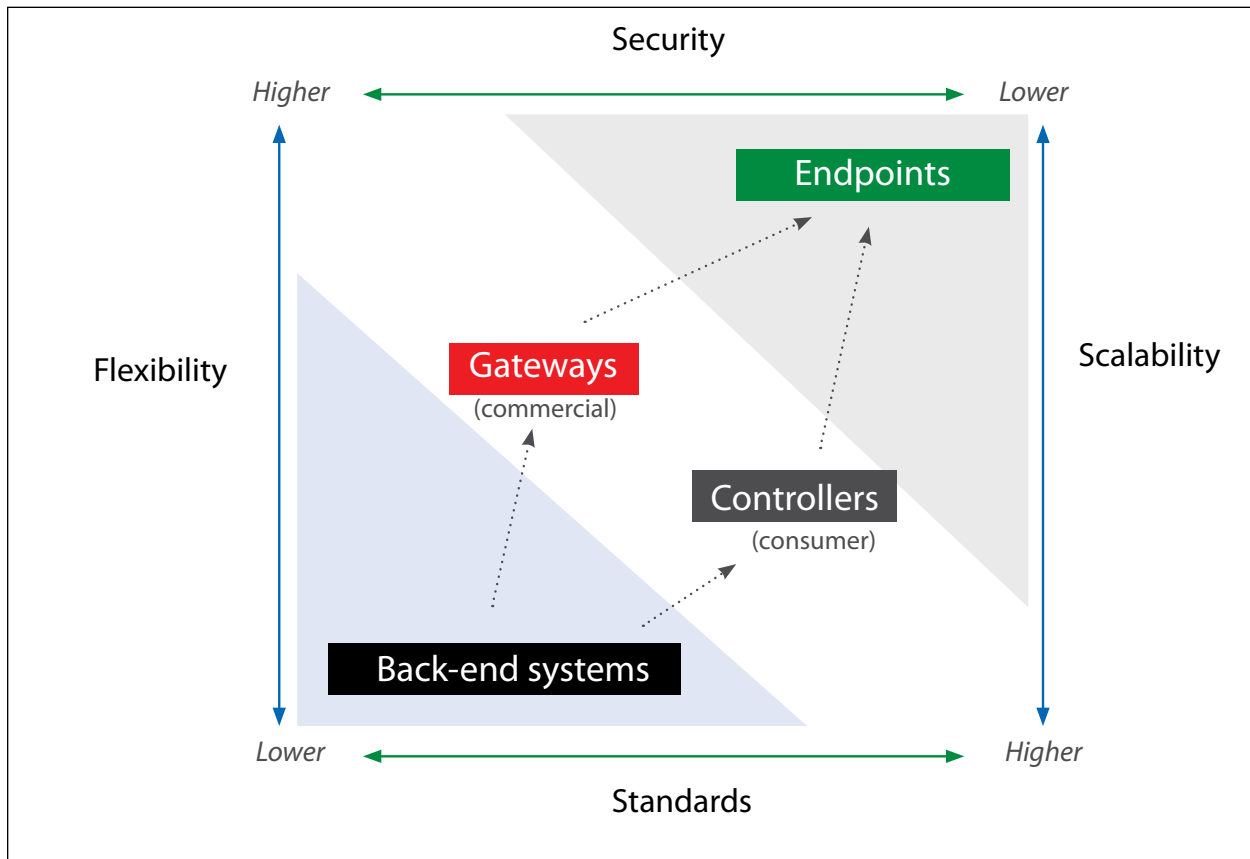 Security
Higher
Lower
Endpoints
Flexibility
Gateways
(commercial)
Scalability
Controllers
(consumer)
Back-end systems
Lower
Higher
Standards